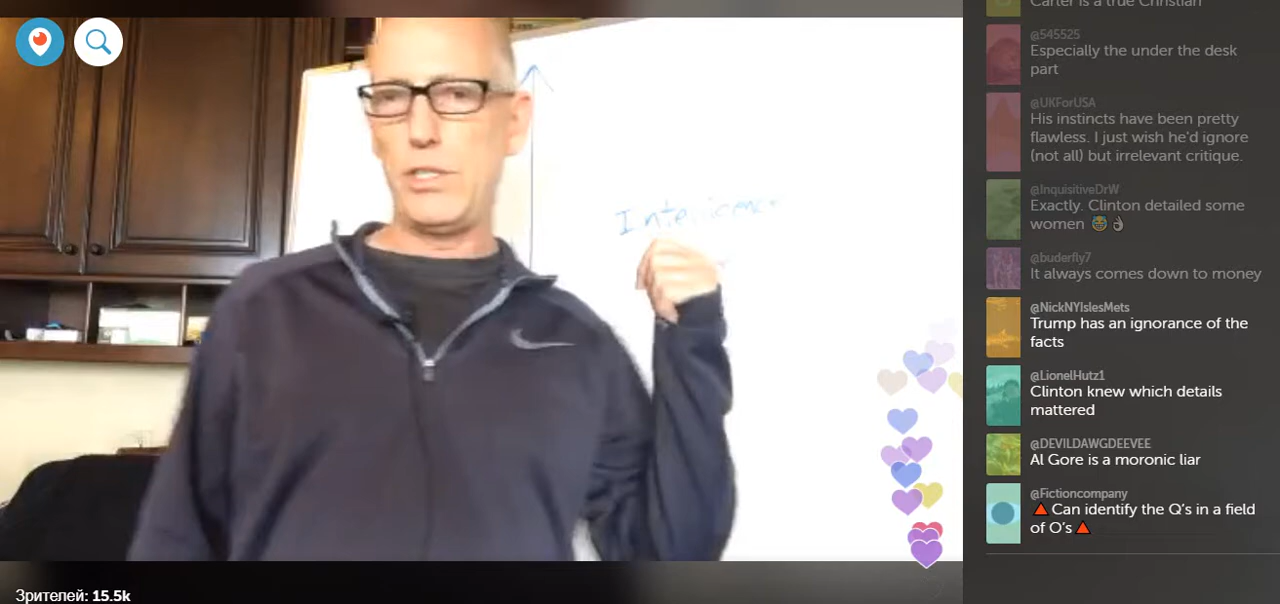 Carter is a true Christian
@545525
Especially the under the desk
part
@UKForUSA
His instincts have been pretty
flawless. I just wish he'd ignore
(not all) but irrelevant critique.
@InquisitiveDrW
Exactly. Clinton detailed some
women
@buderfly7
It always comes down to money
@NickNYIslesMets
Trump has an ignorance of the
facts
@LionelHutz1
Clinton knew which details
mattered
@DEVILDAWGDEEVEE
Al Gore is a moronic liar
@Fictioncompany
🔺Can identify the Q's in a field
of O's🔺
Зрителей: 15.5k